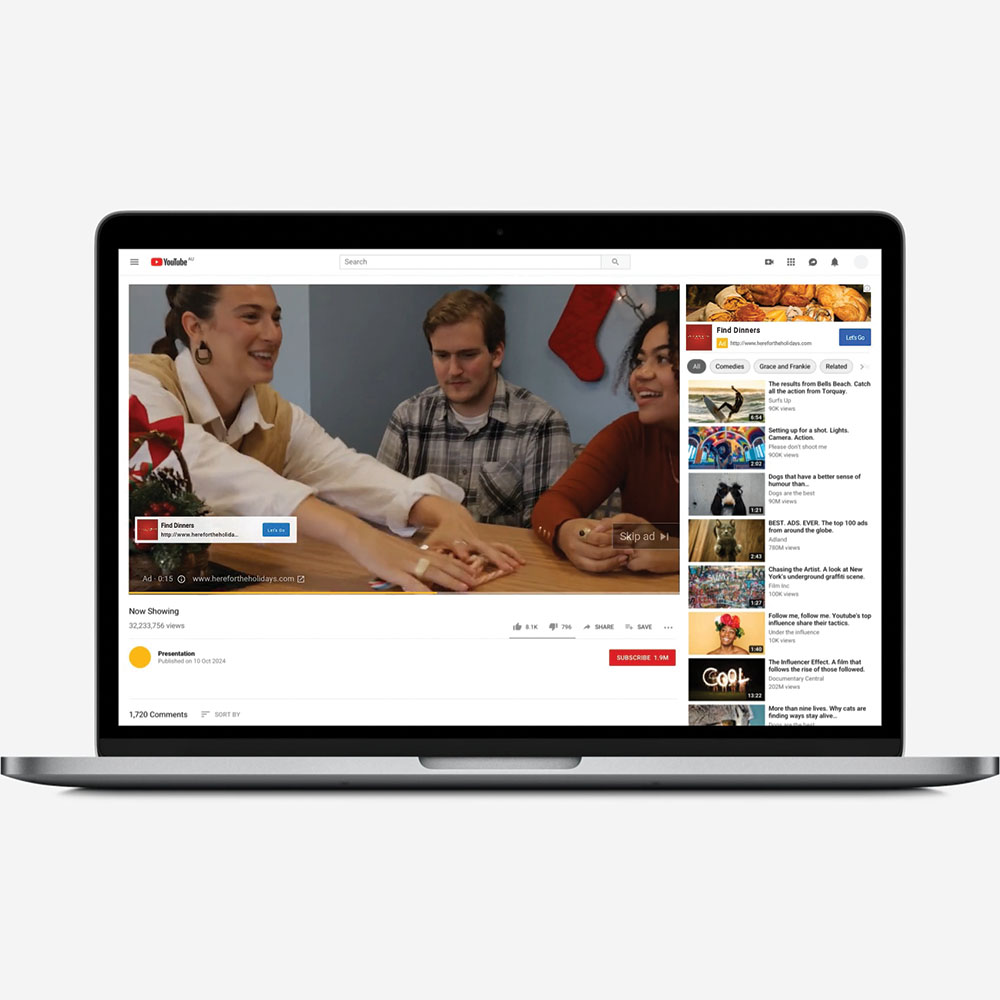 YouTube AU
Search
Find Dinners
Ad http://www.herefortheholidays.com
Let's Go
All
Comedies
Grace and Frankie
Related
The results from Bells Beach. Catch
all the action from Torquay.
Surfs Up
90K views
6:54
Setting up for a shot. Lights.
Camera. Action.
Please don't shoot me
900K views
2:02
Dogs that have a better sense of
humour than...
Dogs are the best
90M views
1:21
BEST. ADS. EVER. The top 100 ads
from around the globe.
Adland
780M views
2:43
Chasing the Artist. A look at New
York's underground graffiti scene.
Film Inc
100K views
1:27
Follow me, follow me. Youtube's top
influence share their tactics.
Under the influence
10K views
1:40
The Influencer Effect. A film that
follows the rise of those followed.
Documentary Central
202M views
COOL
13:22
More than nine lives. Why cats are
finding ways stay alive...
Dogs are the best
Find Dinners
http://www.herefortheholida...
Let's Go
Skip ad
Ad · 0:15
www.herefortheholidays.com
Now Showing
32,233,756 views
8.1K
796
SHARE
SAVE
Presentation
Published on 10 Oct 2024
SUBSCRIBE 1.9M
1,720 Comments
SORT BY